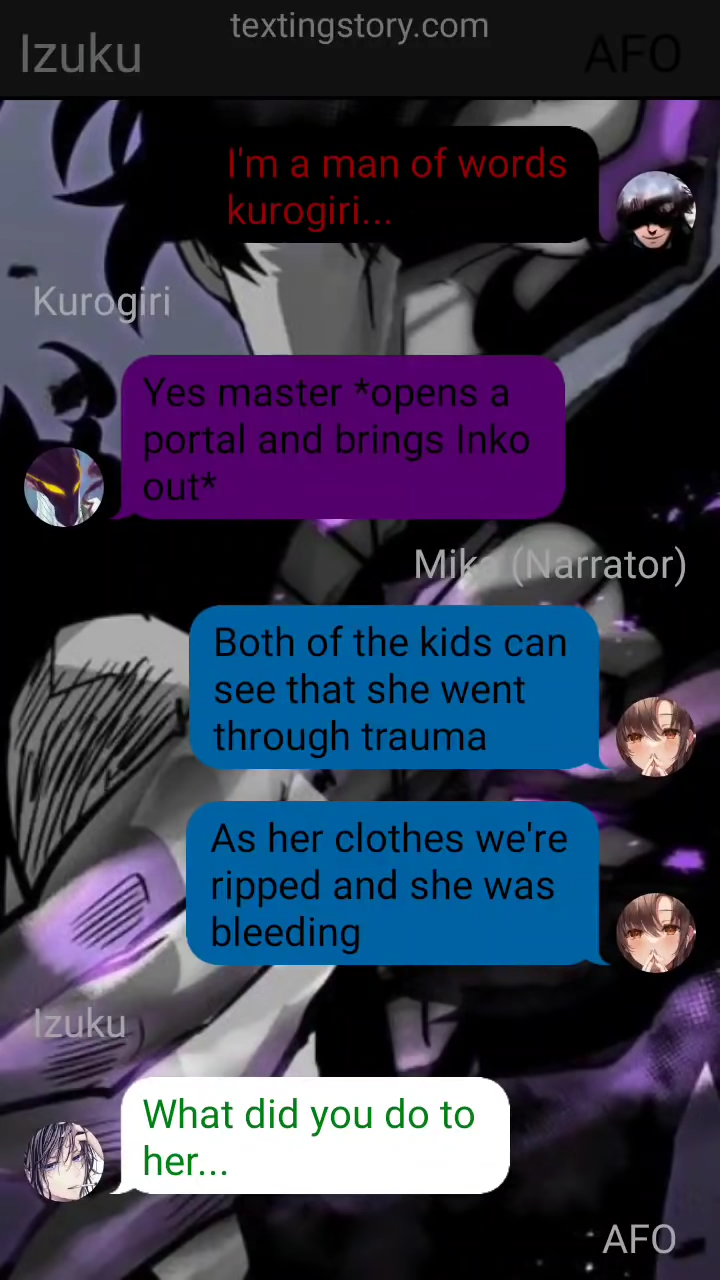 textingstory.com
Izuku
AFO
I'm a man of words
kurogiri...
Kurogiri
Yes master *opens a
portal and brings Inko
out*
Mika (Narrator)
Both of the kids can
see that she went
through trauma
As her clothes we're
ripped and she was
bleeding
Izuku
What did you do to
her...
AFO